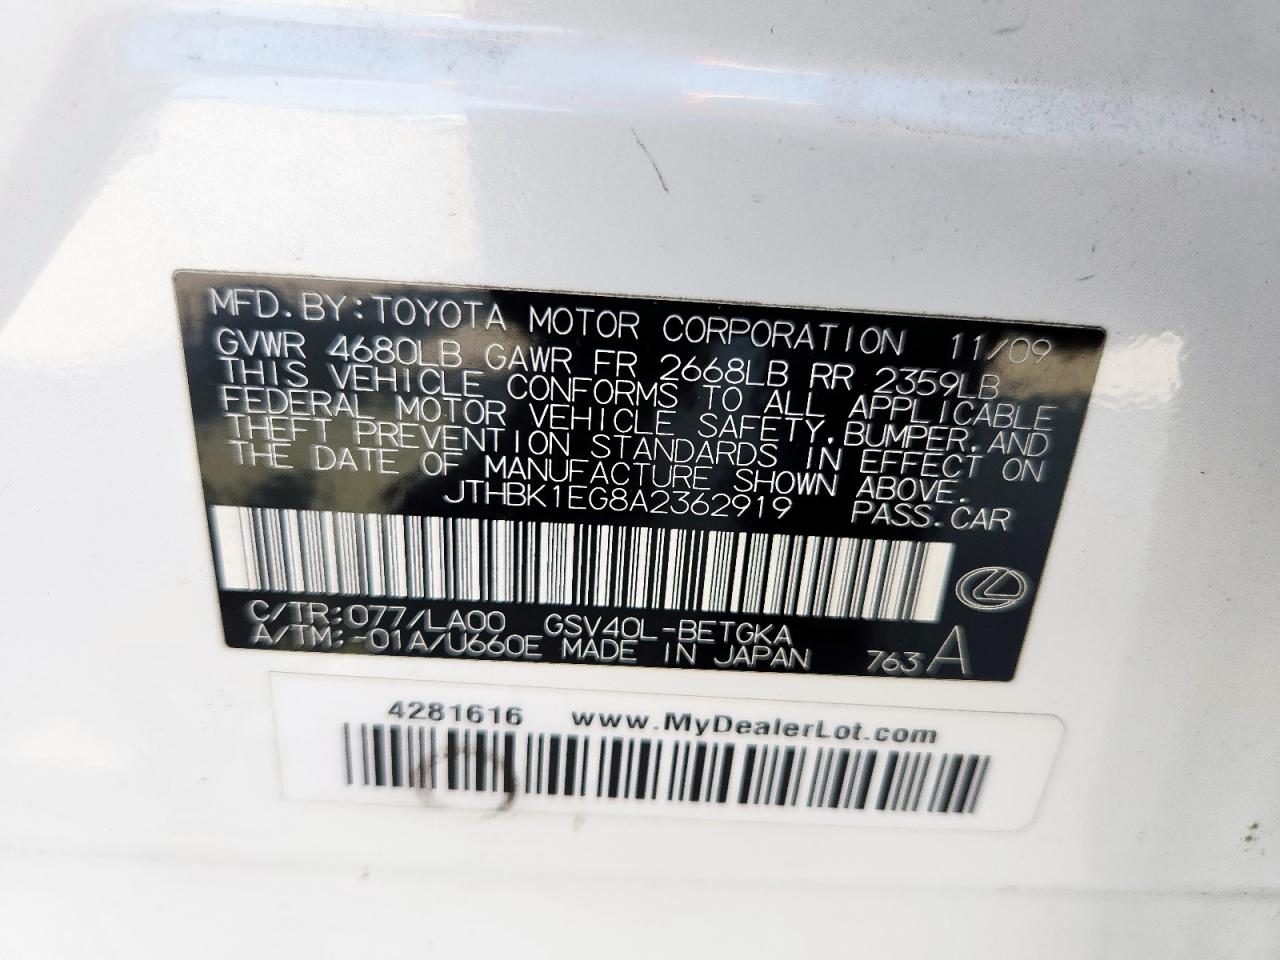 MFD. BY: TOYOTA MOTOR CORPORATION 11/09
GVWR 4680LB GAWR FR 2668LB RR 2359LB
THIS VEHICLE CONFORMS TO ALL APPLICABLE
FEDERAL MOTOR VEHICLE SAFETY, BUMPER, AND
THEFT PREVENTION STANDARDS IN EFFECT ON
THE DATE OF MANUFACTURE SHOWN ABOVE.
JTHBK1EG8A2362919 PASS. CAR
C/TR: 077/LA00 GSV40L-BETGKA
A/TM: -01A/U660E MADE IN JAPAN 763 A
4281616 www.MyDealerLot.com